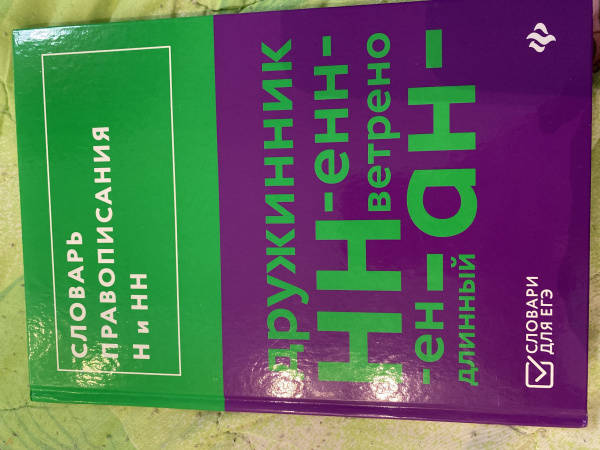 СЛОВАРЬ
ПРАВОПИСАНИЯ
Н и НН
дружинник
НН-енн-
ветрено
-ен-ан-
длинный
СЛОВАРИ
ДЛЯ ЕГЭ